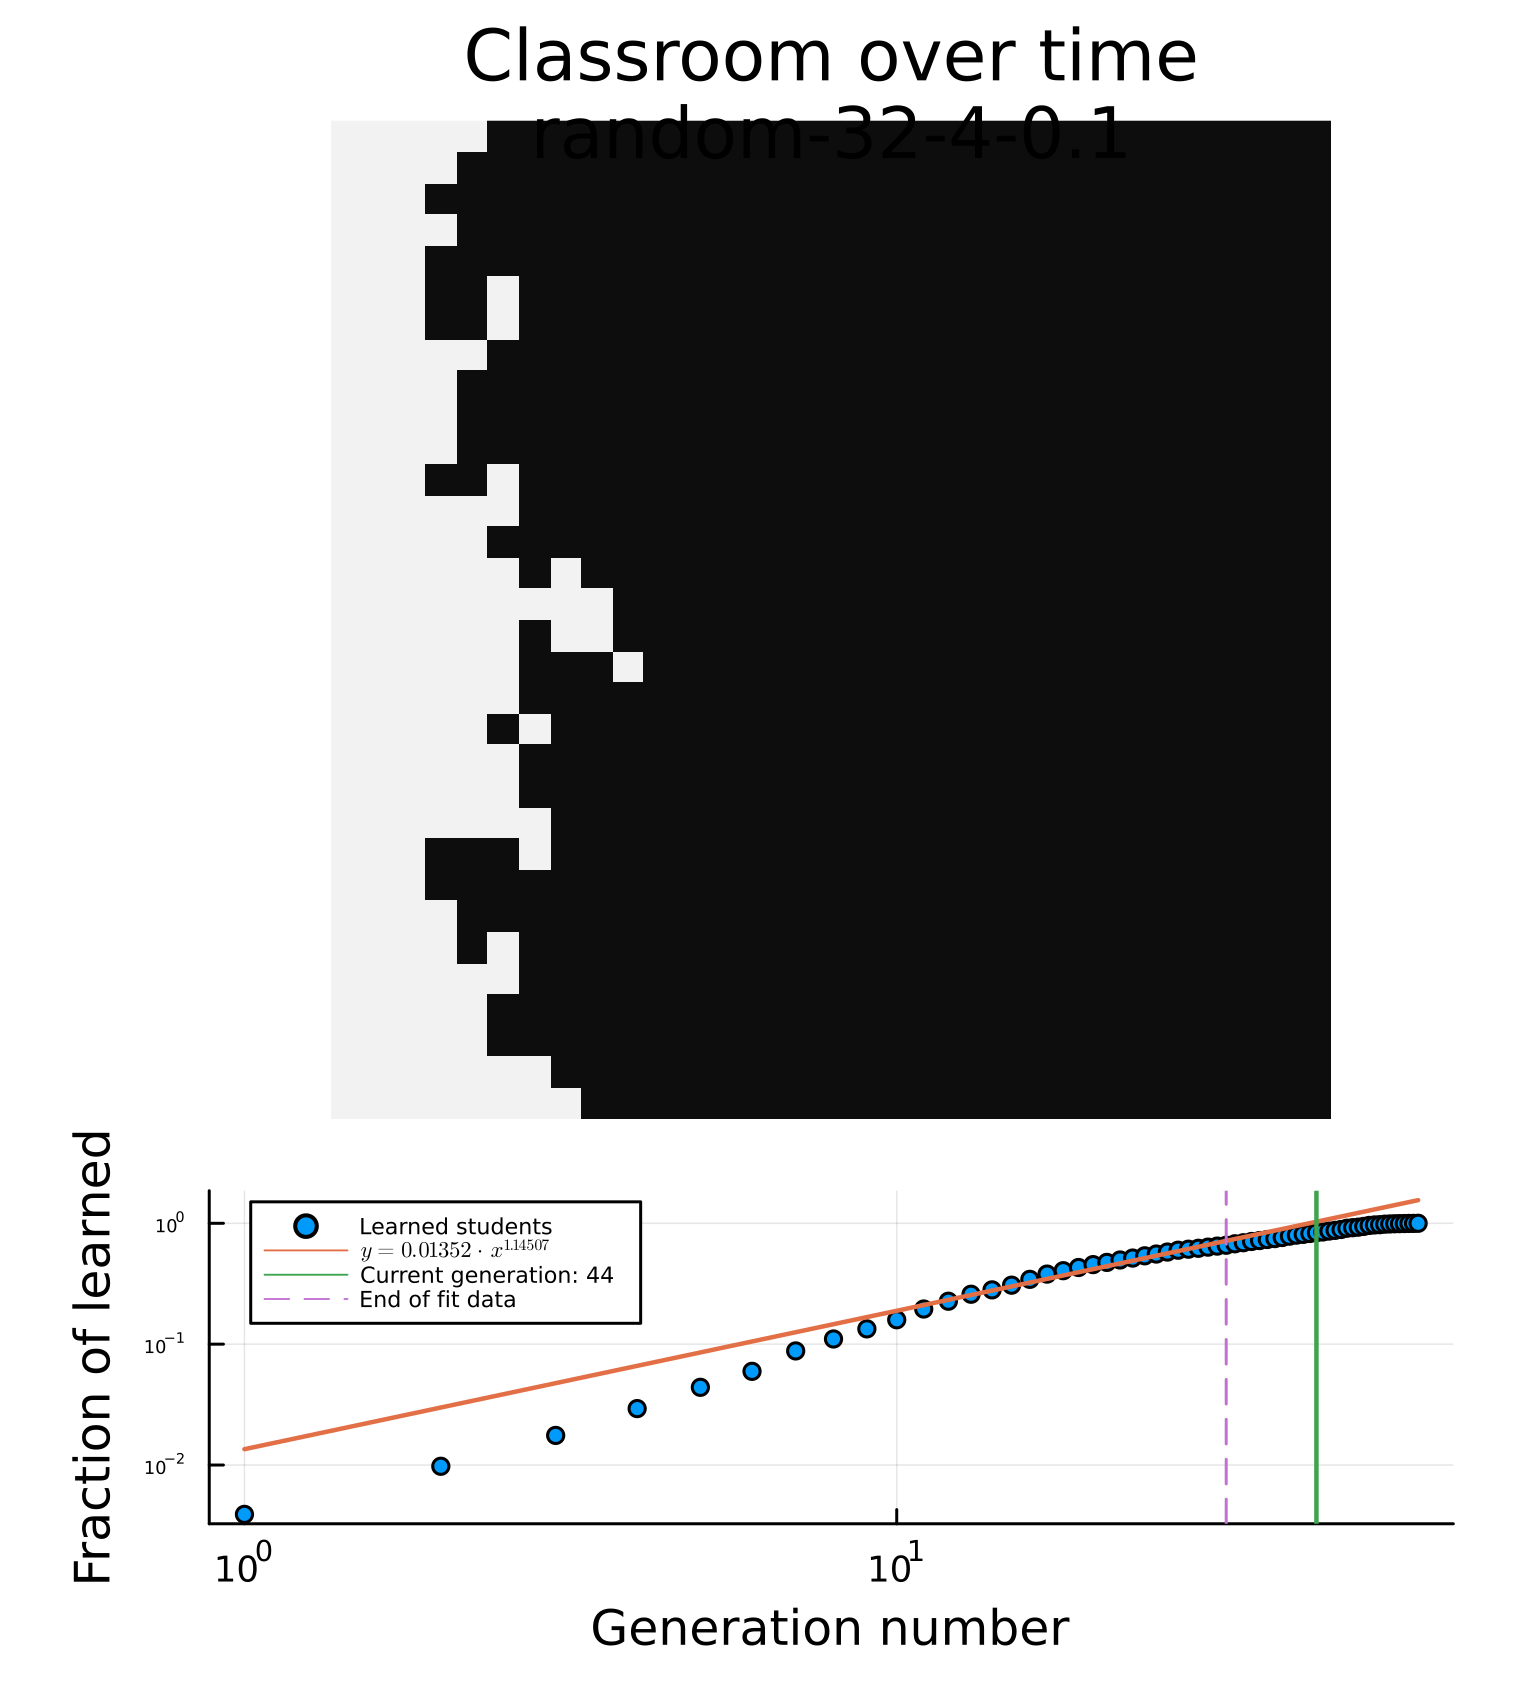 Classroom over time
random-32-4-0.1
Fraction of learned
10⁰
10⁻¹
10⁻²
Learned students
y = 0.01352 · x^1.14507
Current generation: 44
End of fit data
10⁰
10¹
Generation number